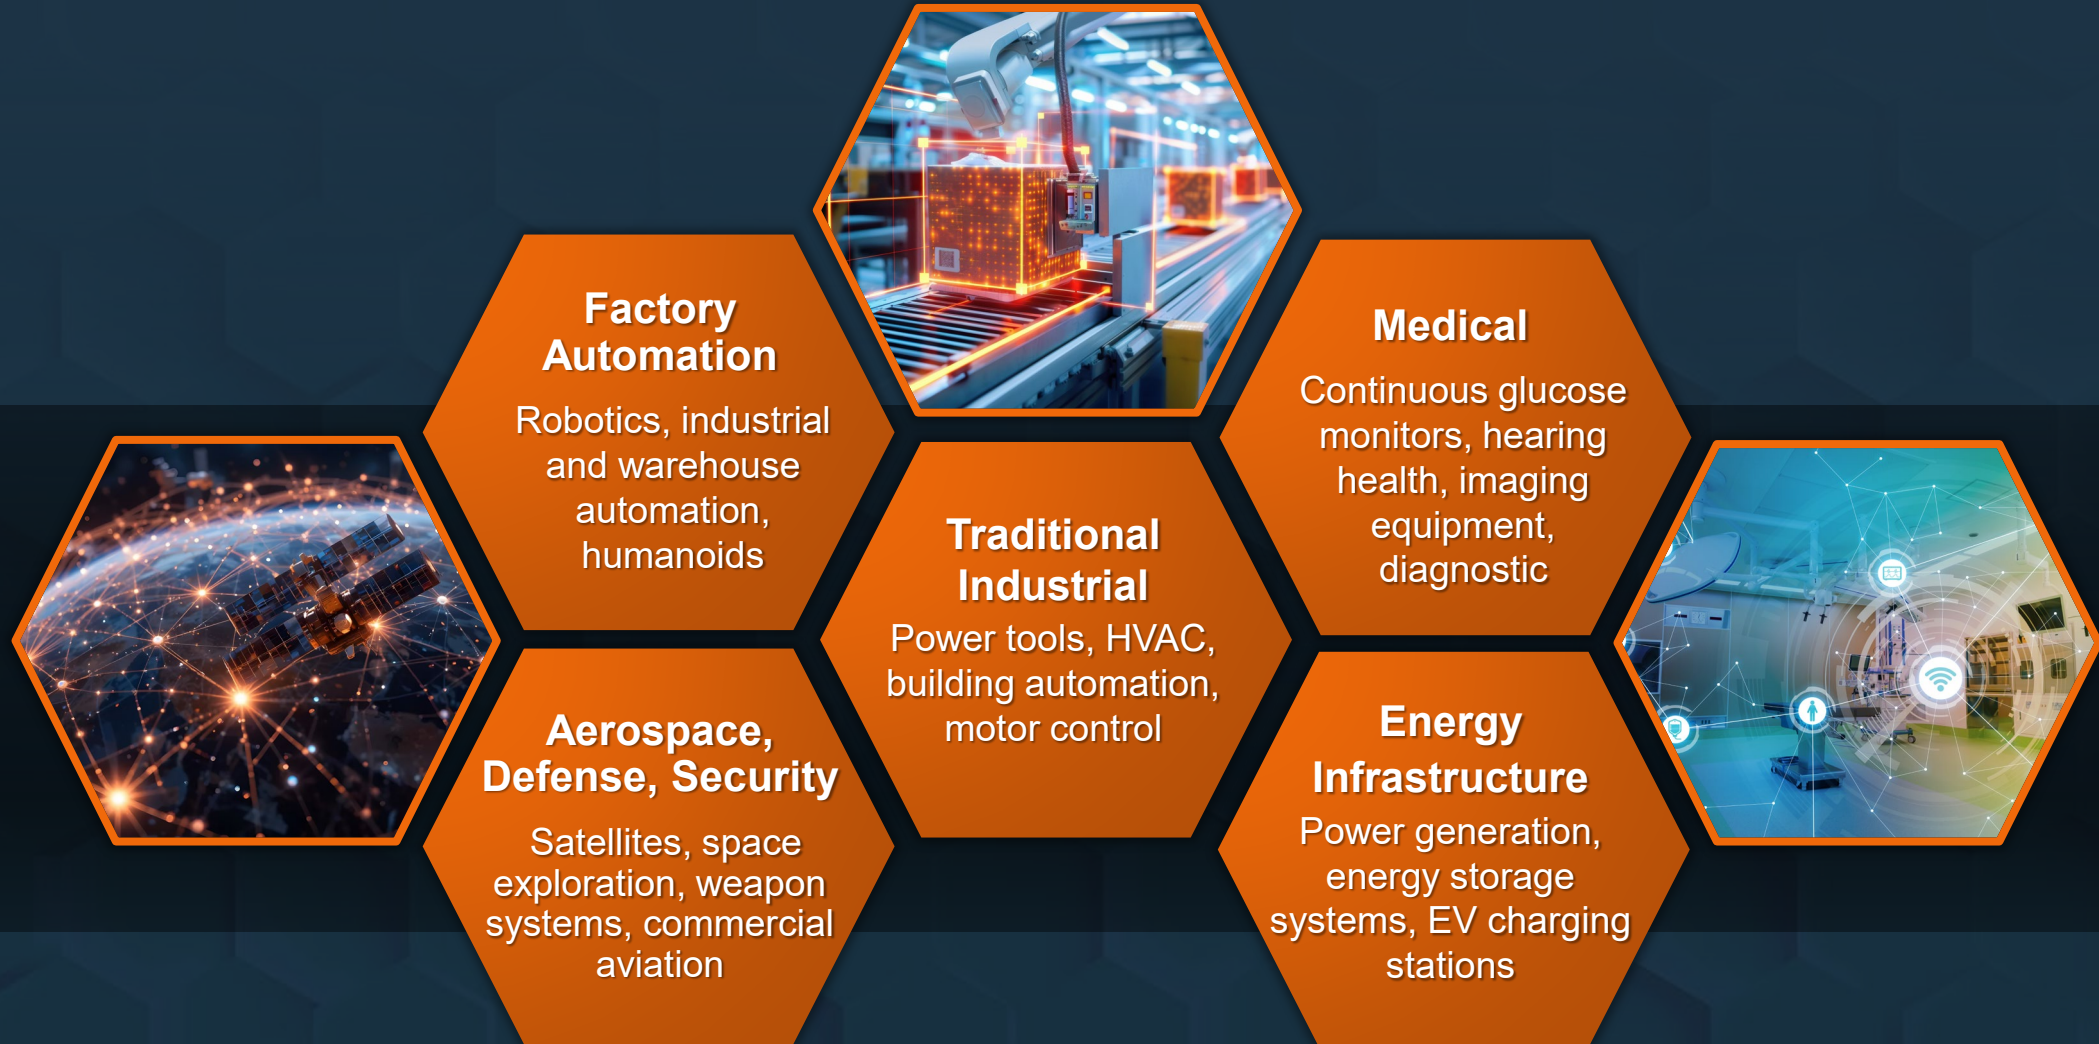 Factory
Automation
Robotics, industrial
and warehouse
automation,
humanoids
Aerospace,
Defense, Security
Satellites, space
exploration, weapon
systems, commercial
aviation
Traditional
Industrial
Power tools, HVAC,
building automation,
motor control
Medical
Continuous glucose
monitors, hearing
health, imaging
equipment,
diagnostic
Energy
Infrastructure
Power generation,
energy storage
systems, EV charging
stations